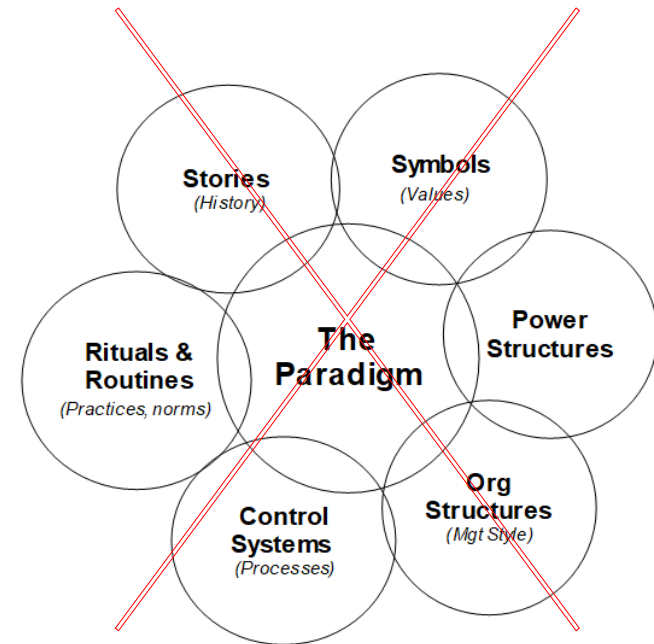 Stories
(History)
Symbols
(Values)
Power
Structures
The
Paradigm
Rituals &
Routines
(Practices, norms)
Org
Structures
(Mgt Style)
Control
Systems
(Processes)